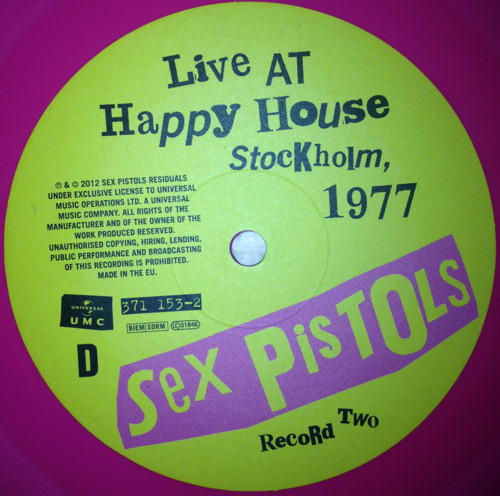 Live AT
Happy House
Stockholm,
1977
℗ & © 2012 SEX PISTOLS RESIDUALS
UNDER EXCLUSIVE LICENSE TO UNIVERSAL
MUSIC OPERATIONS LTD. A UNIVERSAL
MUSIC COMPANY. ALL RIGHTS OF THE
MANUFACTURER AND OF THE OWNER OF THE
WORK PRODUCED RESERVED.
UNAUTHORISED COPYING, HIRING, LENDING,
PUBLIC PERFORMANCE AND BROADCASTING
OF THIS RECORDING IS PROHIBITED.
MADE IN THE EU.
UNIVERSAL
UMC
371 153-2
BIEM SDRM LC 01846
D
Sex PisTOLS
RecoRd Two